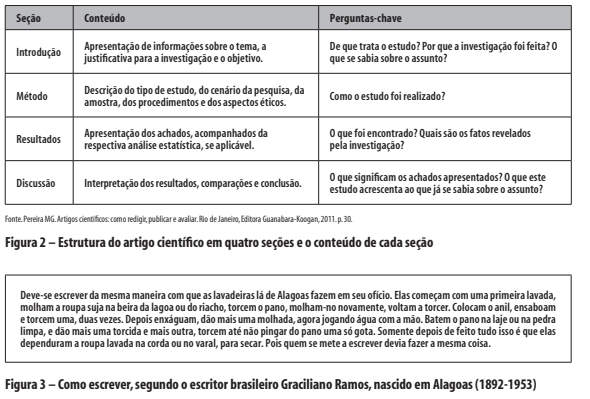 Seção Conteúdo Perguntas-chave
Introdução
Apresentação de informações sobre o tema, a
justificativa para a investigação e o objetivo.
De que trata o estudo? Por que a investigação foi feita? O
que se sabia sobre o assunto?
Método
Descrição do tipo de estudo, do cenário da pesquisa, da
amostra, dos procedimentos e dos aspectos éticos.
Como o estudo foi realizado?
Resultados
Apresentação dos achados, acompanhados da
respectiva análise estatística, se aplicável.
O que foi encontrado? Quais são os fatos revelados
pela investigação?
Discussão
Interpretação dos resultados, comparações e conclusão.
O que significam os achados apresentados? O que este
estudo acrescenta ao que já se sabia sobre o assunto?
Fonte. Pereira MG. Artigos científicos: como redigir, publicar e avaliar. Rio de Janeiro, Editora Guanabara-Koogan, 2011. p. 30.
Figura 2 – Estrutura do artigo científico em quatro seções e o conteúdo de cada seção
Deve-se escrever da mesma maneira com que as lavadeiras lá de Alagoas fazem em seu ofício. Elas começam com uma primeira lavada,
molham a roupa suja na beira da lagoa ou do riacho, torcem o pano, molham-no novamente, voltam a torcer. Colocam o anil, ensaboam
e torcem uma, duas vezes. Depois enxáguam, dão mais uma molhada, agora jogando água com a mão. Batem o pano na laje ou na pedra
limpa, e dão mais uma torcida e mais outra, torcem até não pingar do pano uma só gota. Somente depois de feito tudo isso é que elas
dependuram a roupa lavada na corda ou no varal, para secar. Pois quem se mete a escrever devia fazer a mesma coisa.
Figura 3 – Como escrever, segundo o escritor brasileiro Graciliano Ramos, nascido em Alagoas (1892-1953)